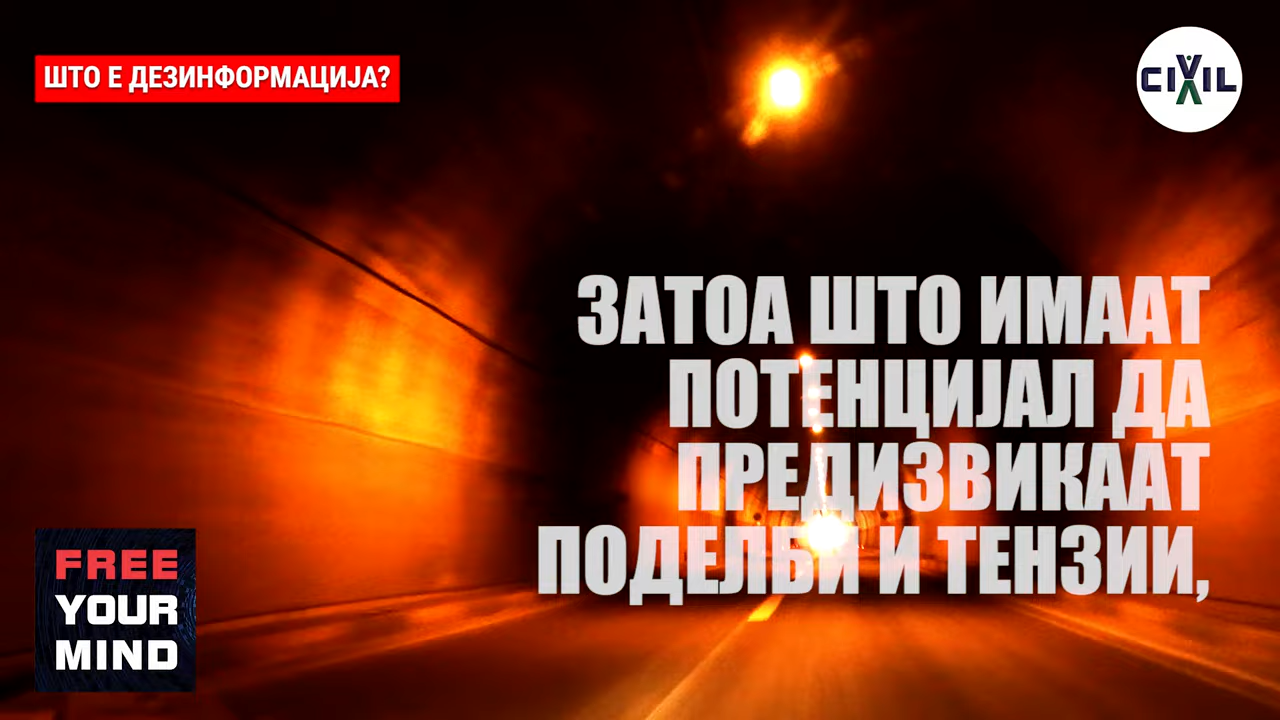 ШТО Е ДЕЗИНФОРМАЦИЈА?
CIVIL
ЗАТОА ШТО ИМААТ
ПОТЕНЦИЈАЛ ДА
ПРЕДИЗВИКААТ
ПОДЕЛБИ И ТЕНЗИИ,
FREE
YOUR
MIND